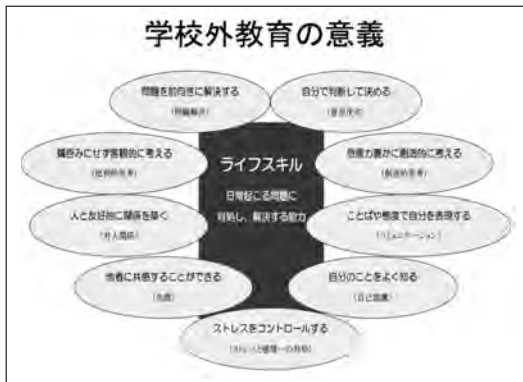 学校外教育の意義
問題を前向きに解決する
(問題解決)
自分で判断して決める
(意思決定)
鵜呑みにせず客観的に考える
(批判的思考)
想像力豊かに創造的に考える
(創造的思考)
ライフスキル
日常起こる問題に
対処し、解決する能力
人と友好的に関係を築く
(対人関係)
ことばや態度で自分を表現する
(コミュニケーション)
他者に共感することができる
(共感)
自分のことをよく知る
(自己認識)
ストレスをコントロールする